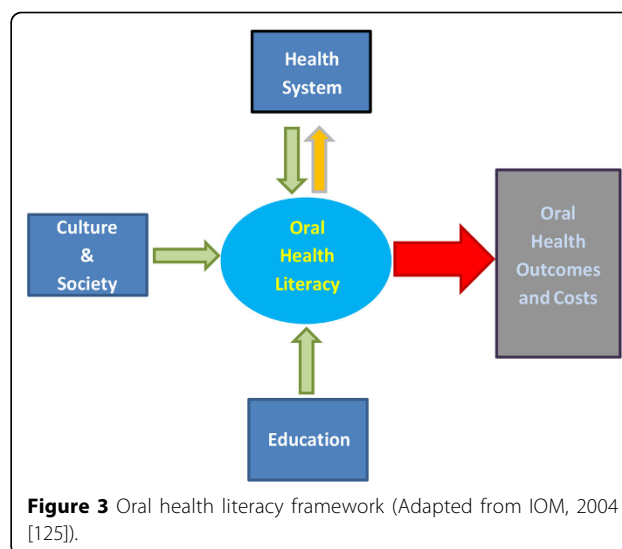 Health
System
Culture
&
Society
Oral
Health
Literacy
Oral
Health
Outcomes
and Costs
Education
Figure 3 Oral health literacy framework (Adapted from IOM, 2004
[125]).